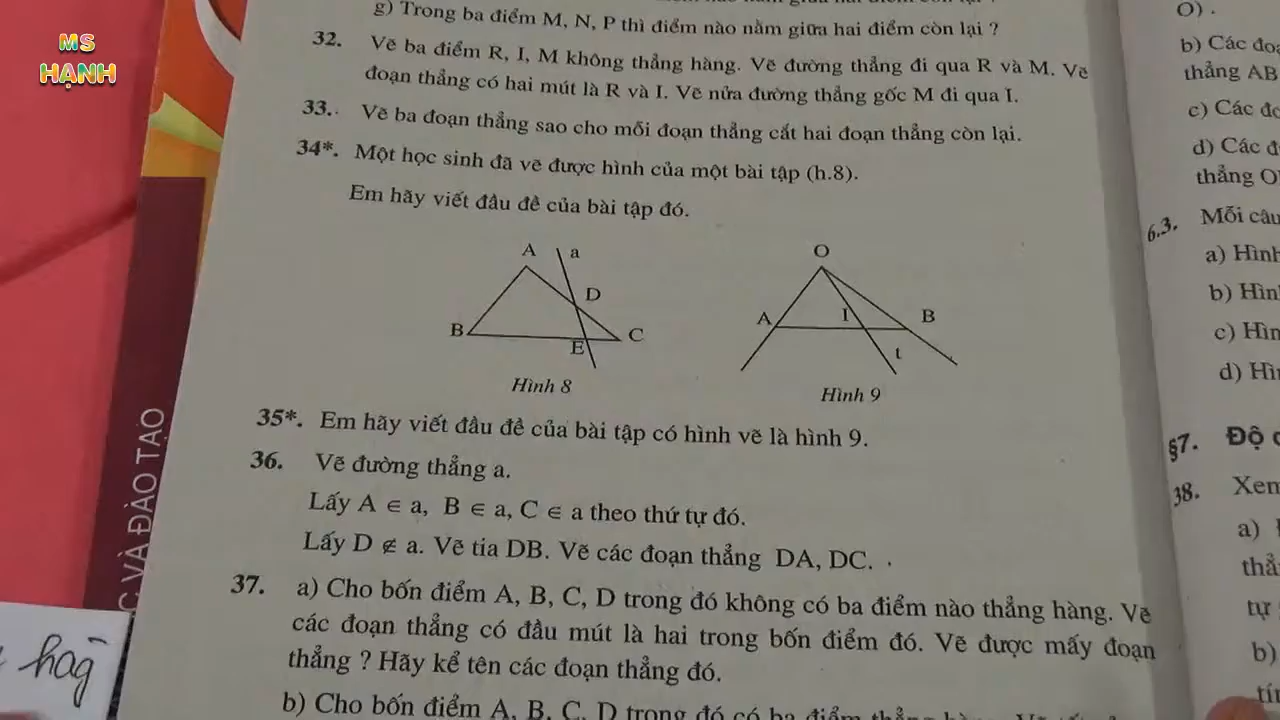 MS
HẠNH
g) Trong ba điểm M, N, P thì điểm nào nằm giữa hai điểm còn lại ?
32. Vẽ ba điểm R, I, M không thẳng hàng. Vẽ đường thẳng đi qua R và M. Vẽ
đoạn thẳng có hai mút là R và I. Vẽ nửa đường thẳng gốc M đi qua I.
33. Vẽ ba đoạn thẳng sao cho mỗi đoạn thẳng cắt hai đoạn thẳng còn lại.
34*. Một học sinh đã vẽ được hình của một bài tập (h.8).
Em hãy viết đầu đề của bài tập đó.
A a
D
B
C
E
Hình 8
O
A I B
t
Hình 9
35*. Em hãy viết đầu đề của bài tập có hình vẽ là hình 9.
36. Vẽ đường thẳng a.
Lấy A ∈ a, B ∈ a, C ∈ a theo thứ tự đó.
Lấy D ∉ a. Vẽ tia DB. Vẽ các đoạn thẳng DA, DC.
37. a) Cho bốn điểm A, B, C, D trong đó không có ba điểm nào thẳng hàng. Vẽ
các đoạn thẳng có đầu mút là hai trong bốn điểm đó. Vẽ được mấy đoạn
thẳng ? Hãy kể tên các đoạn thẳng đó.
b) Cho bốn điểm A, B, C, D trong đó có ba điểm
O) .
b) Các
thẳng AB
c) Các
d) Các
thẳng
6.3. Mỗi câu
a) Hình
b)
c)
d)
§7. Độ
38. Xem
a)
tự
b)
VÀ ĐÀO TẠO